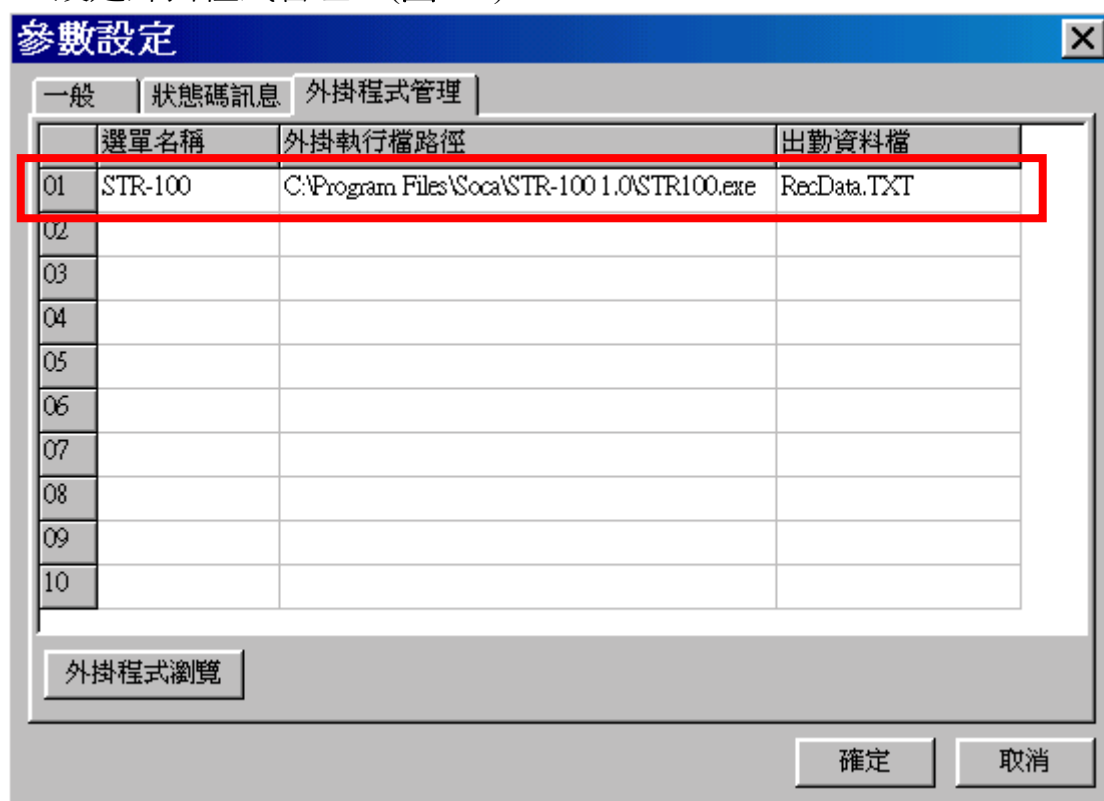 參數設定
一般 狀態碼訊息 外掛程式管理
選單名稱 外掛執行檔路徑 出勤資料檔
01 STR-100 C:\Program Files\Soca\STR-100 1.0\STR100.exe RecData.TXT
02
03
04
05
06
07
08
09
10
外掛程式瀏覽
確定 取消